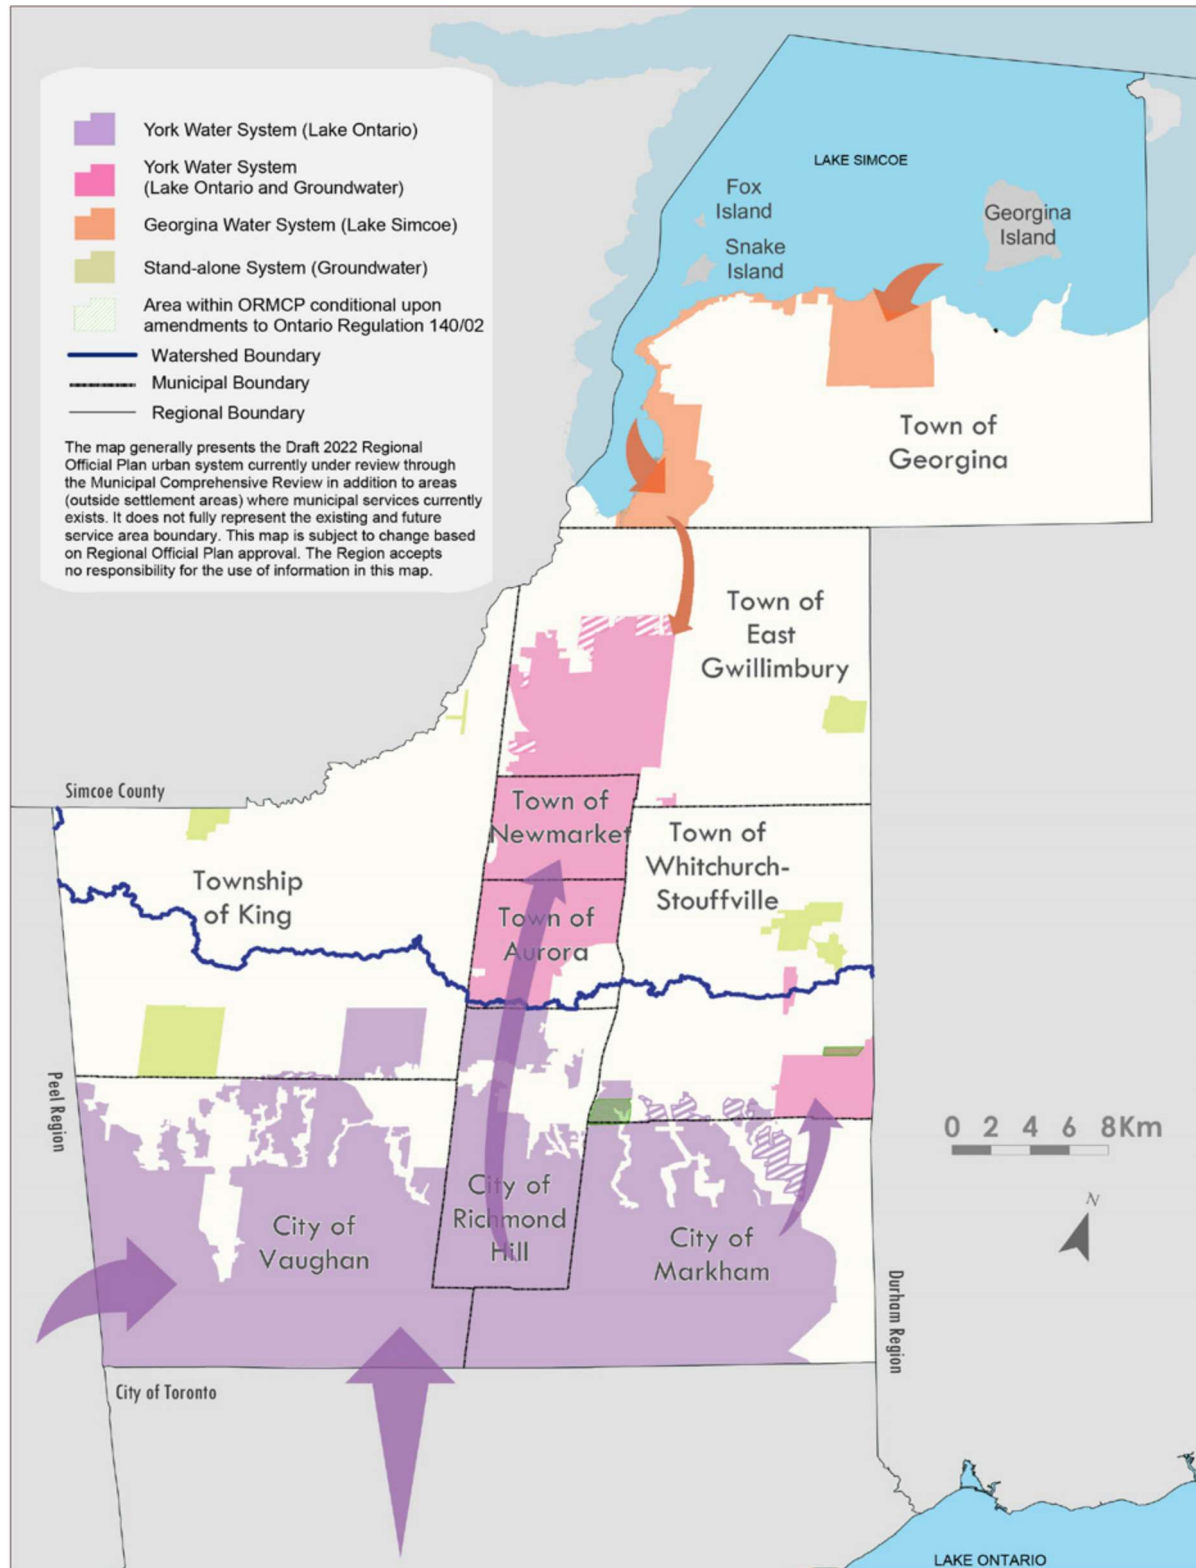 York Water System (Lake Ontario)
York Water System
(Lake Ontario and Groundwater)
Georgina Water System (Lake Simcoe)
Stand-alone System (Groundwater)
Area within ORMCP conditional upon
amendments to Ontario Regulation 140/02
Watershed Boundary
Municipal Boundary
Regional Boundary
The map generally presents the Draft 2022 Regional
Official Plan urban system currently under review through
the Municipal Comprehensive Review in addition to areas
(outside settlement areas) where municipal services currently
exists. It does not fully represent the existing and future
service area boundary. This map is subject to change based
on Regional Official Plan approval. The Region accepts
no responsibility for the use of information in this map.
LAKE SIMCOE
Fox
Island
Georgina
Island
Snake
Island
Town of
Georgina
Town of
East
Gwillimbury
Simcoe County
Town of
Newmarket
Town of
Whitchurch-
Stouffville
Township
of King
Town of
Aurora
Peel Region
0 2 4 6 8Km
N
City of
Richmond
Hill
City of
Vaughan
City of
Markham
Durham Region
City of Toronto
LAKE ONTARIO